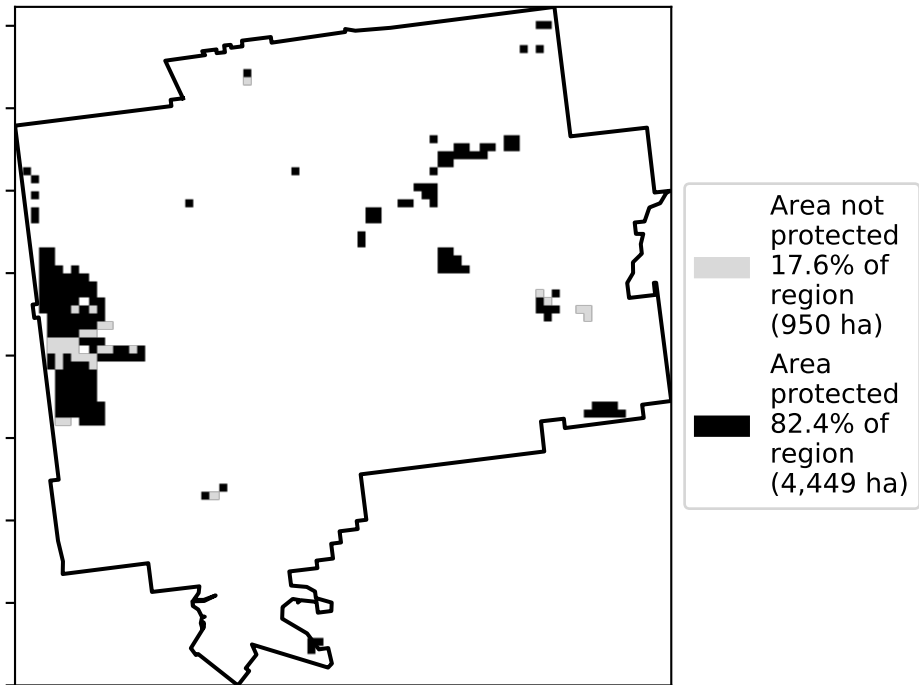 Area not
protected
17.6% of
region
(950 ha)
Area
protected
82.4% of
region
(4,449 ha)